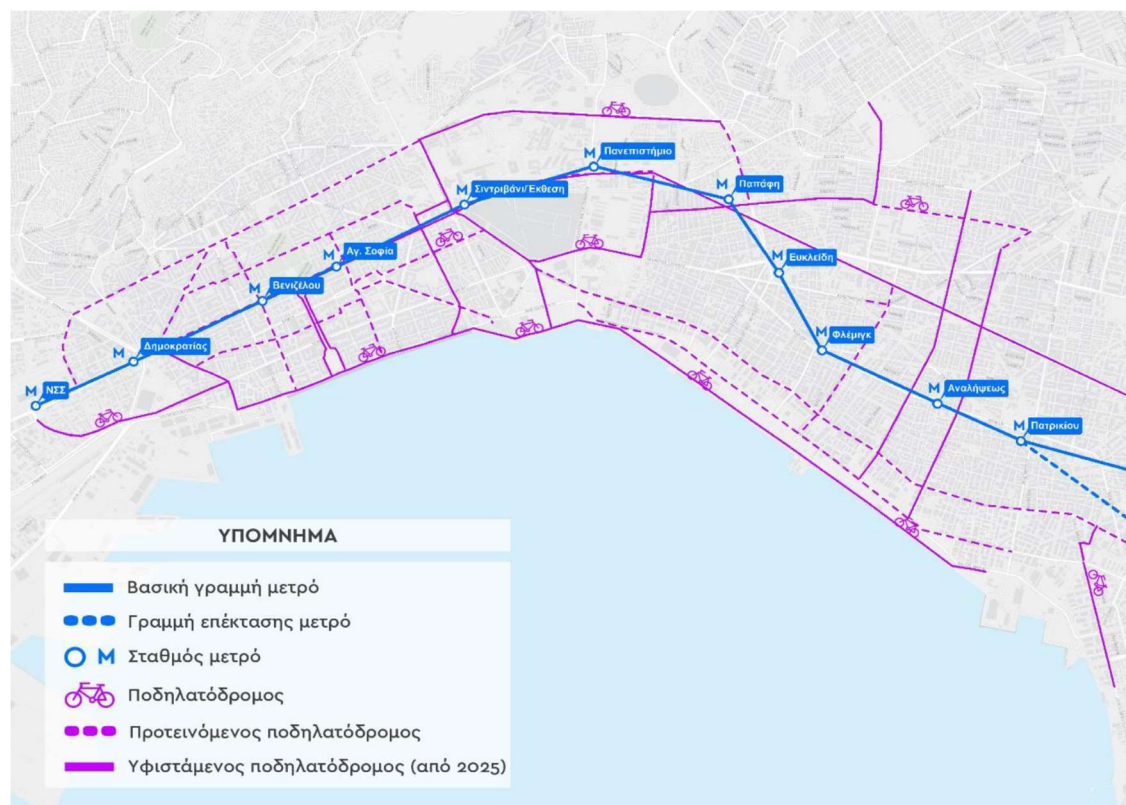 Πανεπιστήμιο
M
Σιντριβάνι/Έκθεση
M
Παπάφη
M
Αγ. Σοφία
M
Ευκλείδη
M
Βενιζέλου
M
Φλέμιγκ
M
Δημοκρατίας
M
Αναλήψεως
M
ΝΣΣ
M
Πατρικίου
M
ΥΠΟΜΝΗΜΑ
Βασική γραμμή μετρό
Γραμμή επέκτασης μετρό
M Σταθμός μετρό
Ποδηλατόδρομος
Προτεινόμενος ποδηλατόδρομος
Υφιστάμενος ποδηλατόδρομος (από 2025)